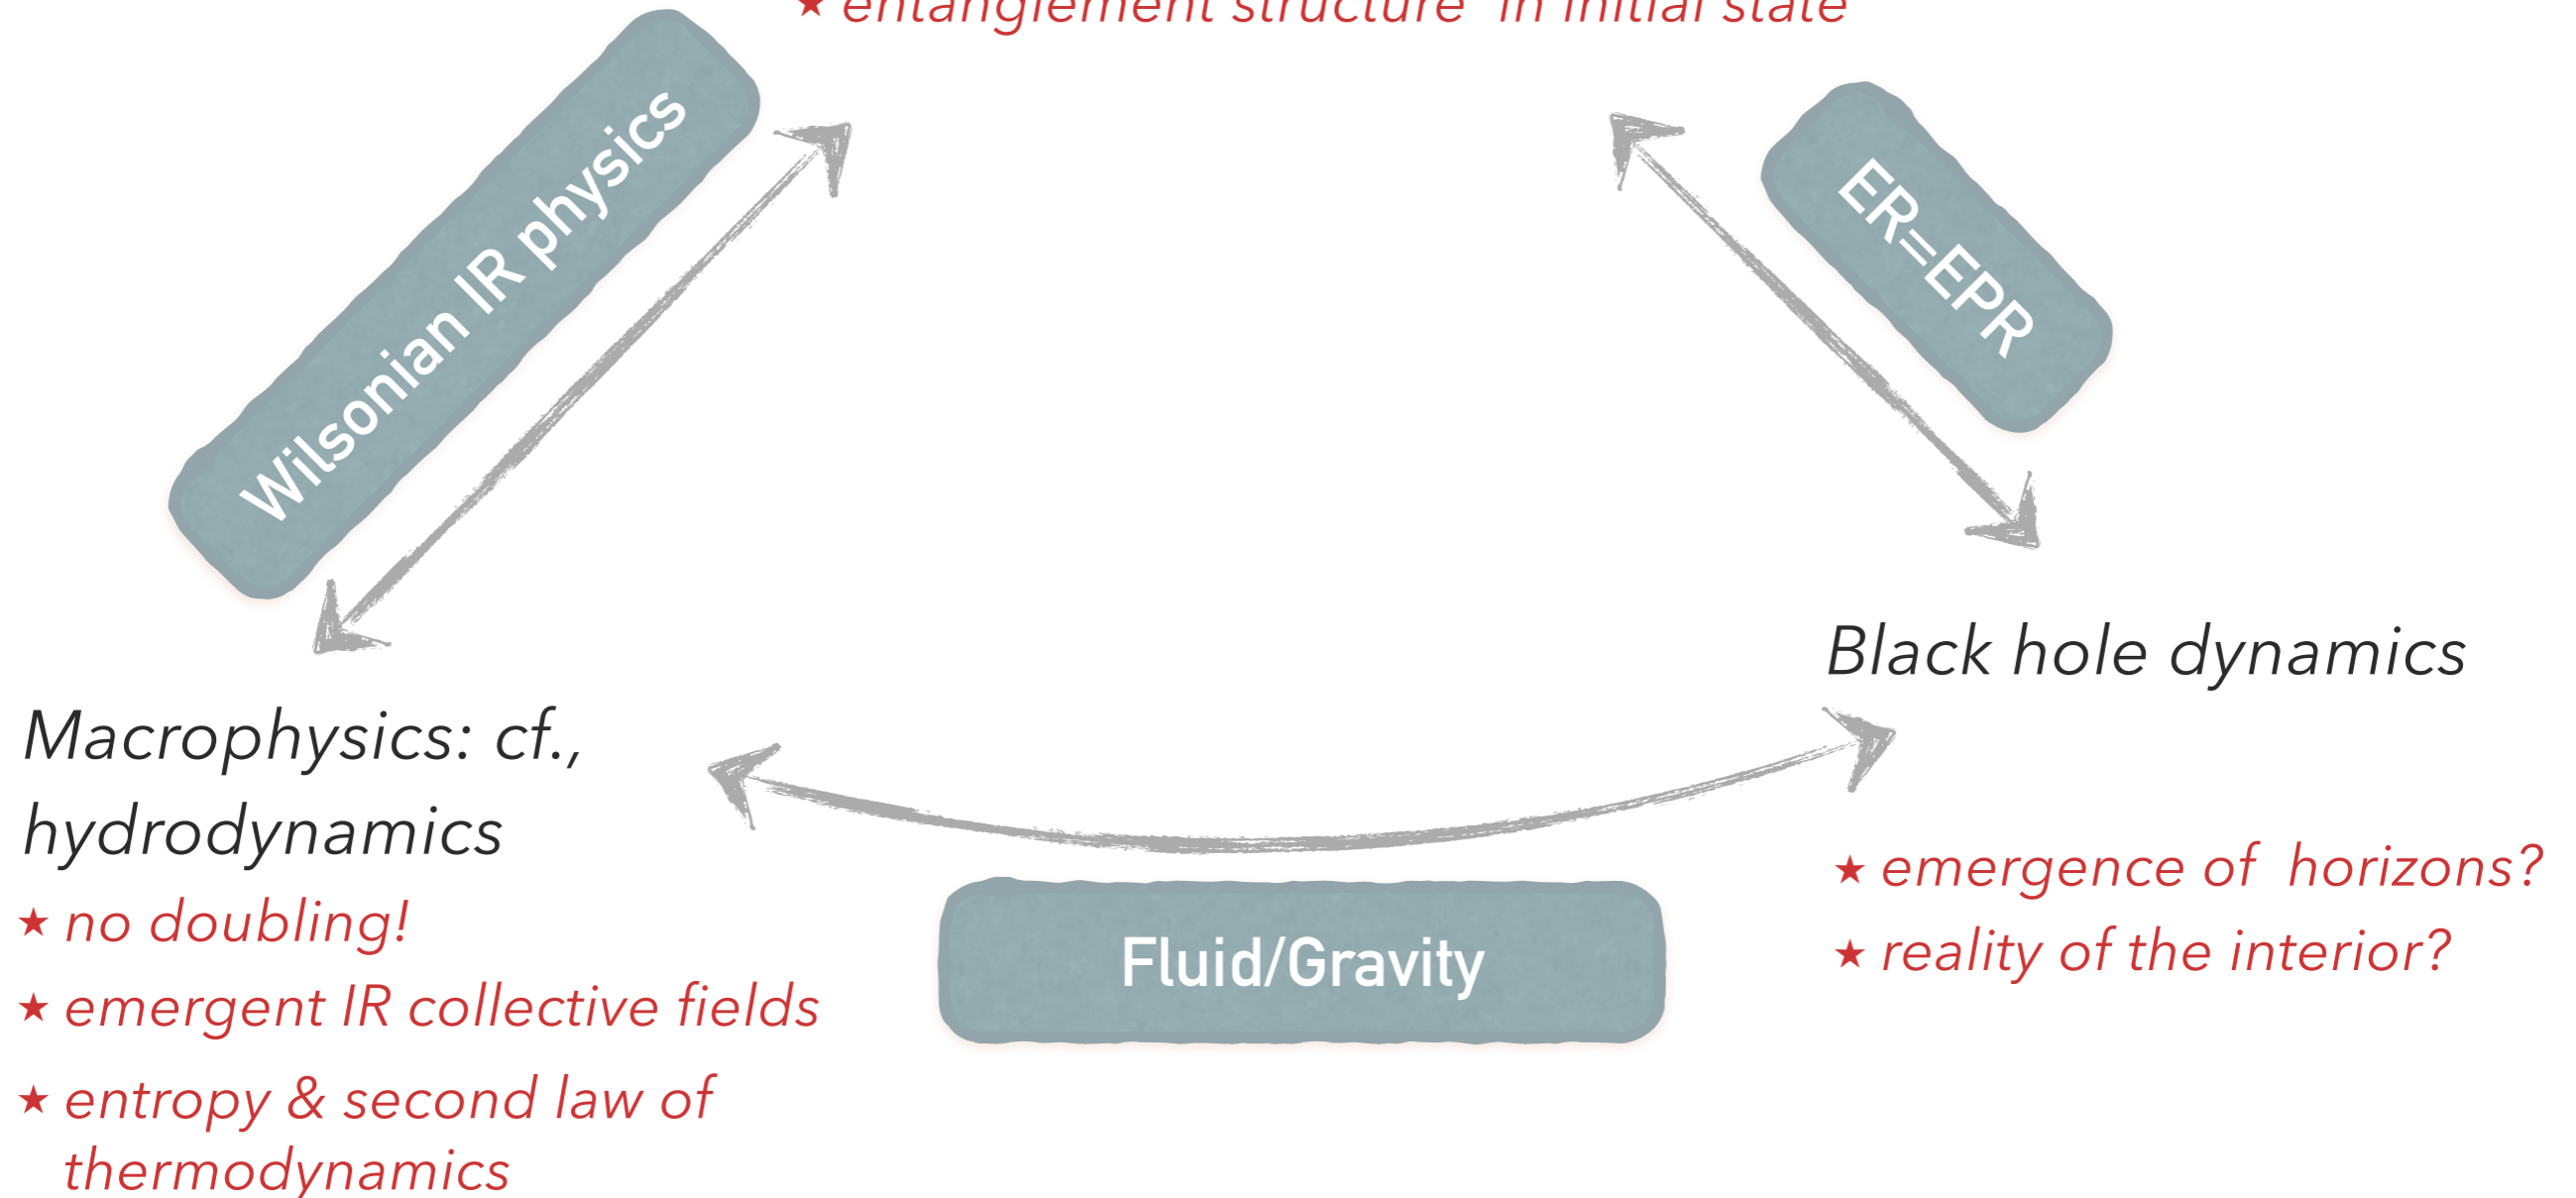 ★ entanglement structure in initial state
Wilsonian IR physics
ER=EPR
Black hole dynamics
Macrophysics: cf.,
hydrodynamics
★ no doubling!
★ emergent IR collective fields
★ entropy & second law of
thermodynamics
Fluid/Gravity
★ emergence of horizons?
★ reality of the interior?